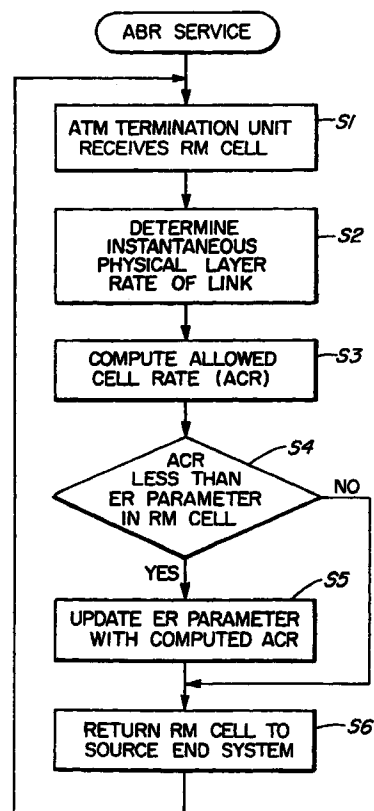 ABR SERVICE
S1
ATM TERMINATION UNIT
RECEIVES RM CELL
S2
DETERMINE
INSTANTANEOUS
PHYSICAL LAYER
RATE OF LINK
S3
COMPUTE ALLOWED
CELL RATE (ACR)
S4
ACR
LESS THAN
ER PARAMETER
IN RM CELL
NO
YES
S5
UPDATE ER PARAMETER
WITH COMPUTED ACR
S6
RETURN RM CELL TO
SOURCE END SYSTEM